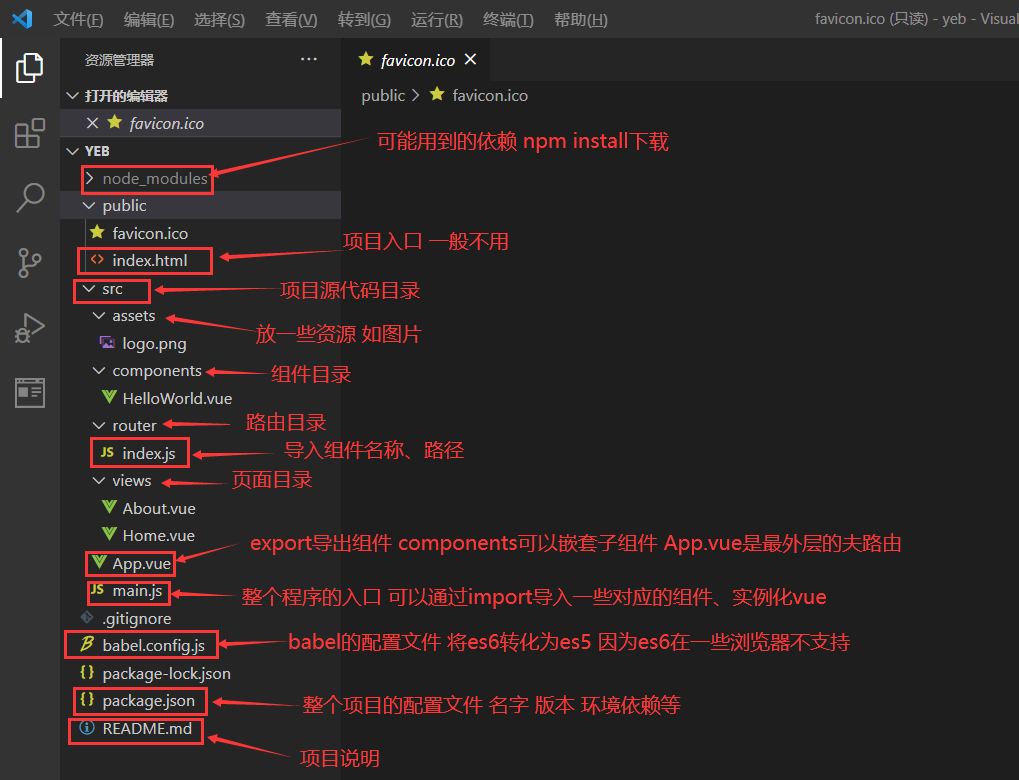 文件(F) 编辑(E) 选择(S) 查看(V) 转到(G) 运行(R) 终端(T) 帮助(H) favicon.ico (只读) - yeb - Visual
资源管理器 ···
favicon.ico
打开的编辑器
public > favicon.ico
favicon.ico
YEB
可能用到的依赖 npm install下载
node_modules
public
favicon.ico
项目入口 一般不用
index.html
src
项目源代码目录
assets
放一些资源 如图片
logo.png
components
组件目录
HelloWorld.vue
router
路由目录
index.js
导入组件名称、路径
views
页面目录
About.vue
Home.vue
export导出组件 components可以嵌套子组件 App.vue是最外层的夫路由
App.vue
JS main.js
整个程序的入口 可以通过import导入一些对应的组件、实例化vue
.gitignore
babel.config.js
babel的配置文件 将es6转化为es5 因为es6在一些浏览器不支持
{} package-lock.json
{} package.json
整个项目的配置文件 名字 版本 环境依赖等
README.md
项目说明